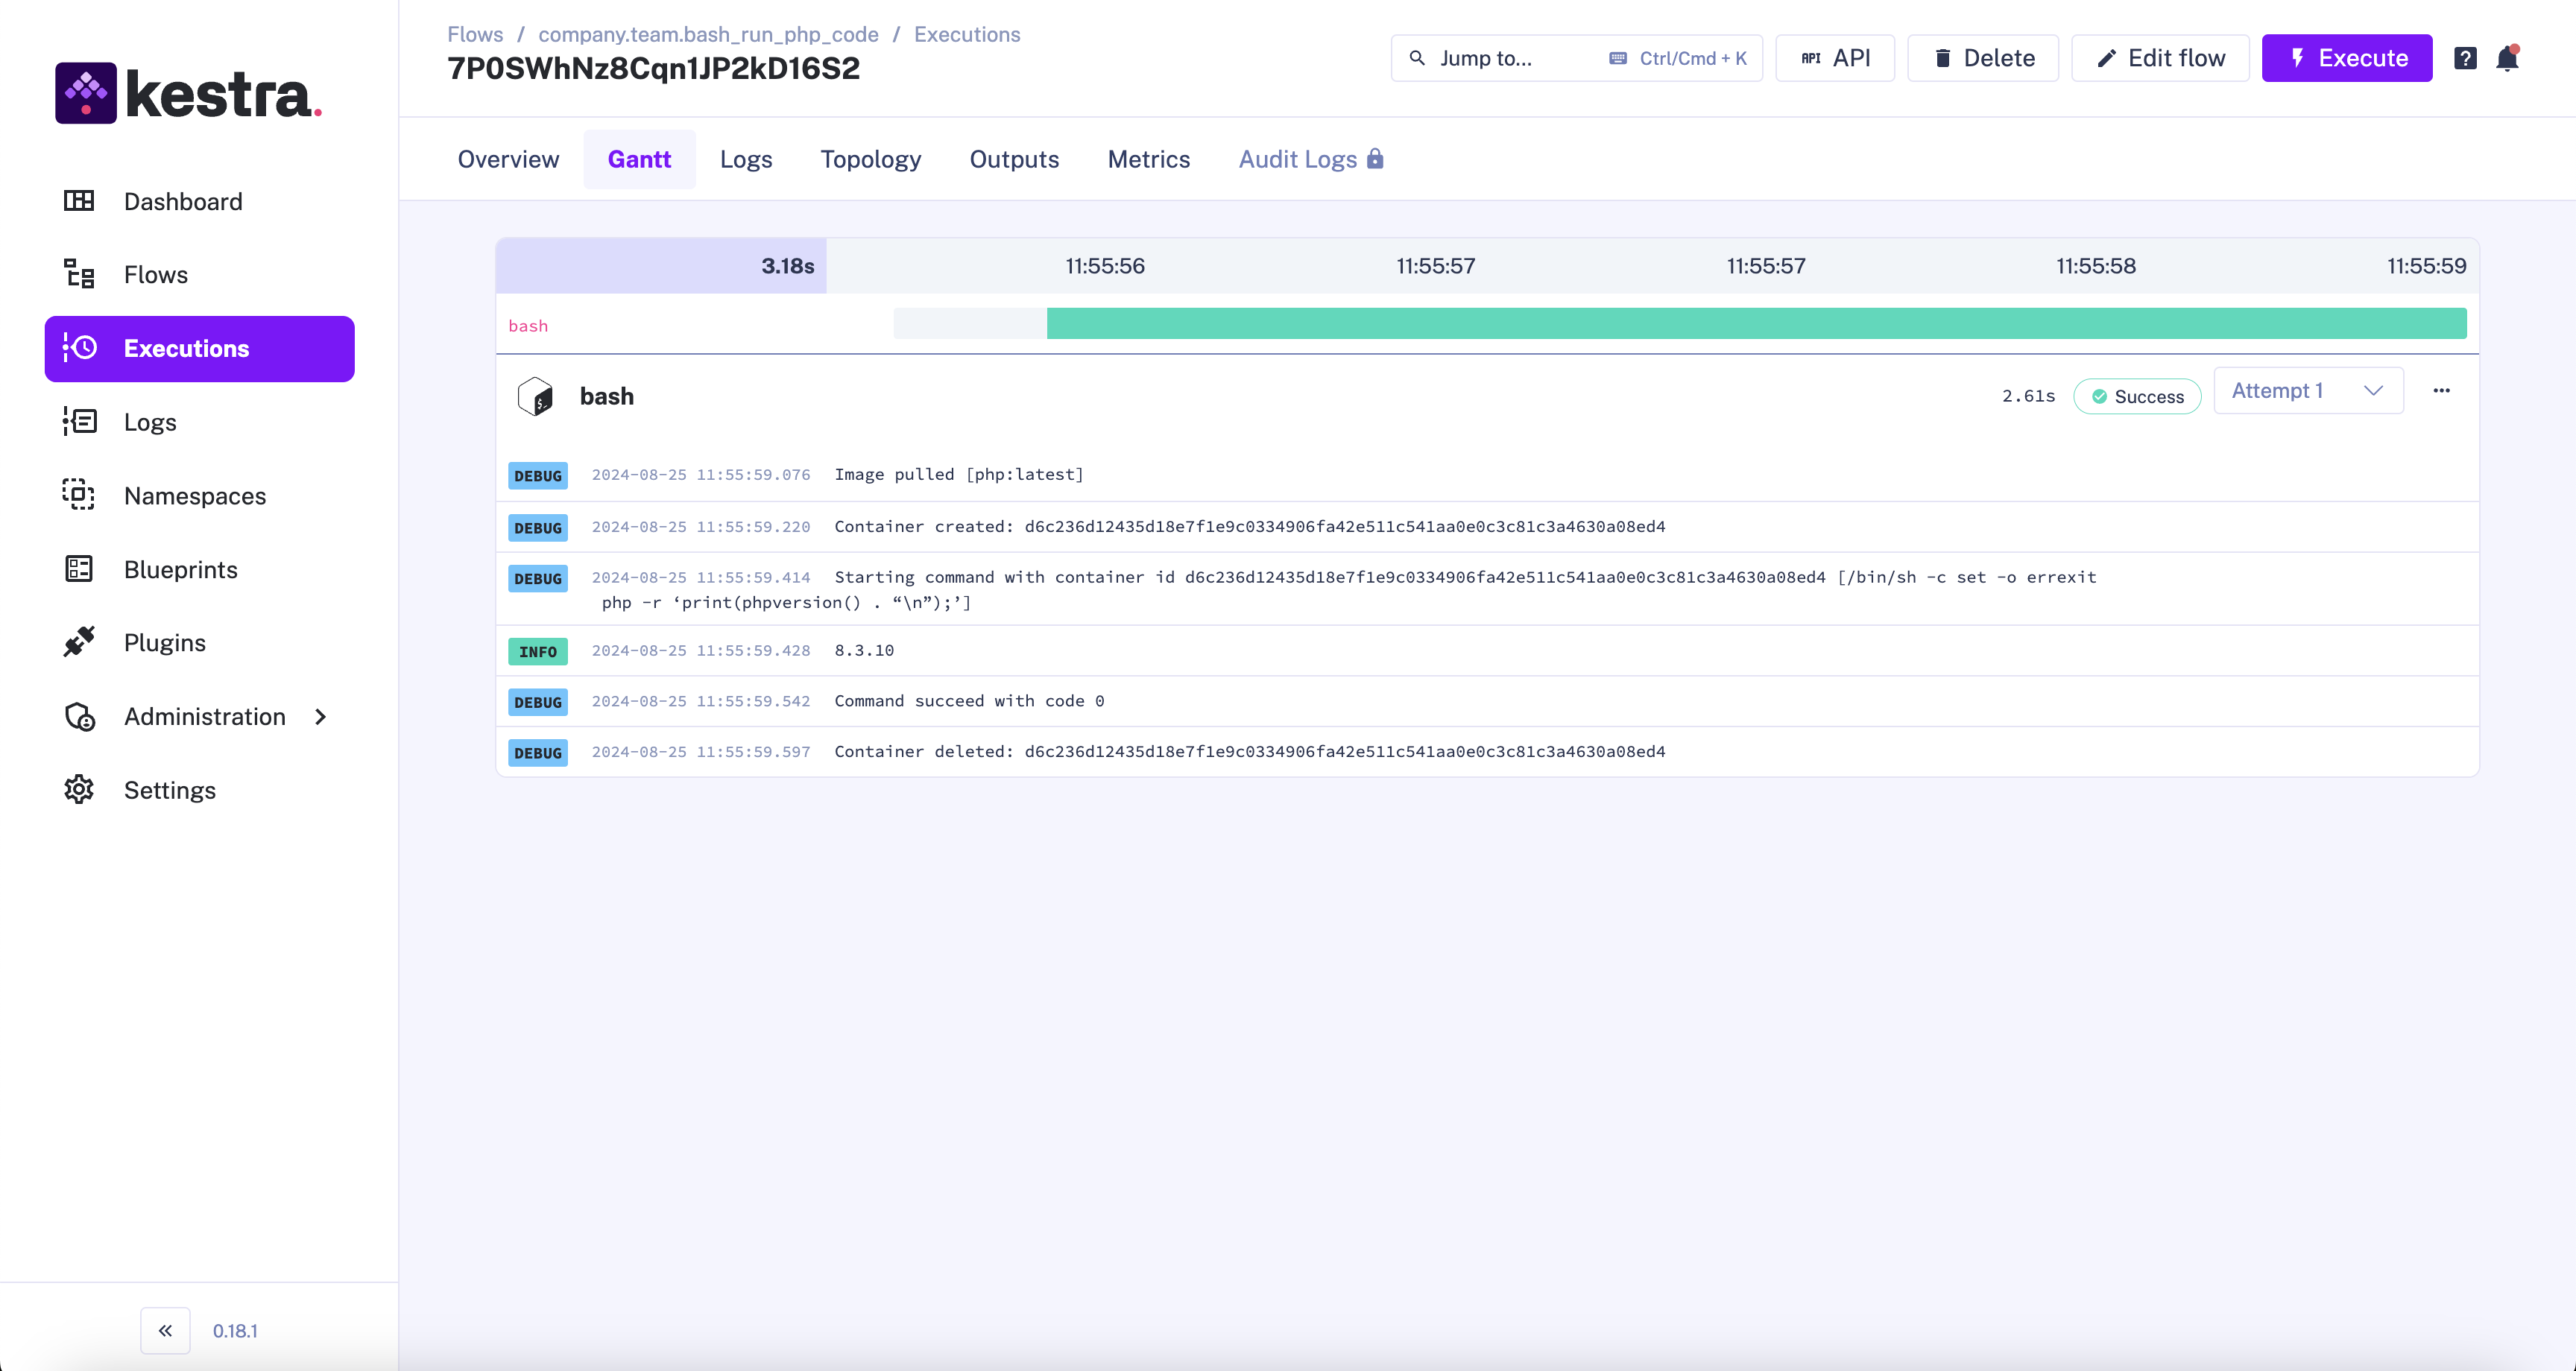 kestra.
Dashboard
Flows
Executions
Logs
Namespaces
Blueprints
Plugins
Administration
Settings
0.18.1
Flows / company.team.bash_run_php_code / Executions
7P0SWhNz8Cqn1JP2kD16S2
Jump to... Ctrl/Cmd + K
API API
Delete
Edit flow
Execute
Overview Gantt Logs Topology Outputs Metrics Audit Logs
3.18s 11:55:56 11:55:57 11:55:57 11:55:58 11:55:59
bash
bash 2.61s Success Attempt 1
DEBUG 2024-08-25 11:55:59.076 Image pulled [php:latest]
DEBUG 2024-08-25 11:55:59.220 Container created: d6c236d12435d18e7f1e9c0334906fa42e511c541aa0e0c3c81c3a4630a08ed4
DEBUG 2024-08-25 11:55:59.414 Starting command with container id d6c236d12435d18e7f1e9c0334906fa42e511c541aa0e0c3c81c3a4630a08ed4 [/bin/sh -c set -o errexit
php -r ‘print(phpversion() . “\n”);’]
INFO 2024-08-25 11:55:59.428 8.3.10
DEBUG 2024-08-25 11:55:59.542 Command succeed with code 0
DEBUG 2024-08-25 11:55:59.597 Container deleted: d6c236d12435d18e7f1e9c0334906fa42e511c541aa0e0c3c81c3a4630a08ed4